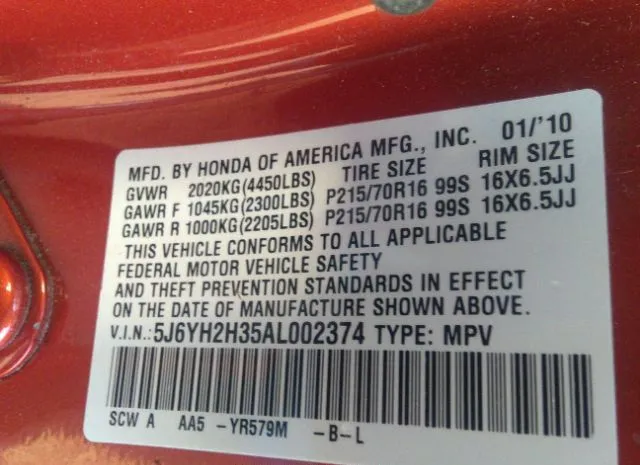 MFD. BY HONDA OF AMERICA MFG., INC. 01/'10
GVWR 2020KG(4450LBS) TIRE SIZE RIM SIZE
GAWR F 1045KG(2300LBS) P215/70R16 99S 16X6.5JJ
GAWR R 1000KG(2205LBS) P215/70R16 99S 16X6.5JJ
THIS VEHICLE CONFORMS TO ALL APPLICABLE
FEDERAL MOTOR VEHICLE SAFETY
AND THEFT PREVENTION STANDARDS IN EFFECT
ON THE DATE OF MANUFACTURE SHOWN ABOVE.
V.I.N.: 5J6YH2H35AL002374 TYPE: MPV
SCW A AA5 -YR579M -B-L